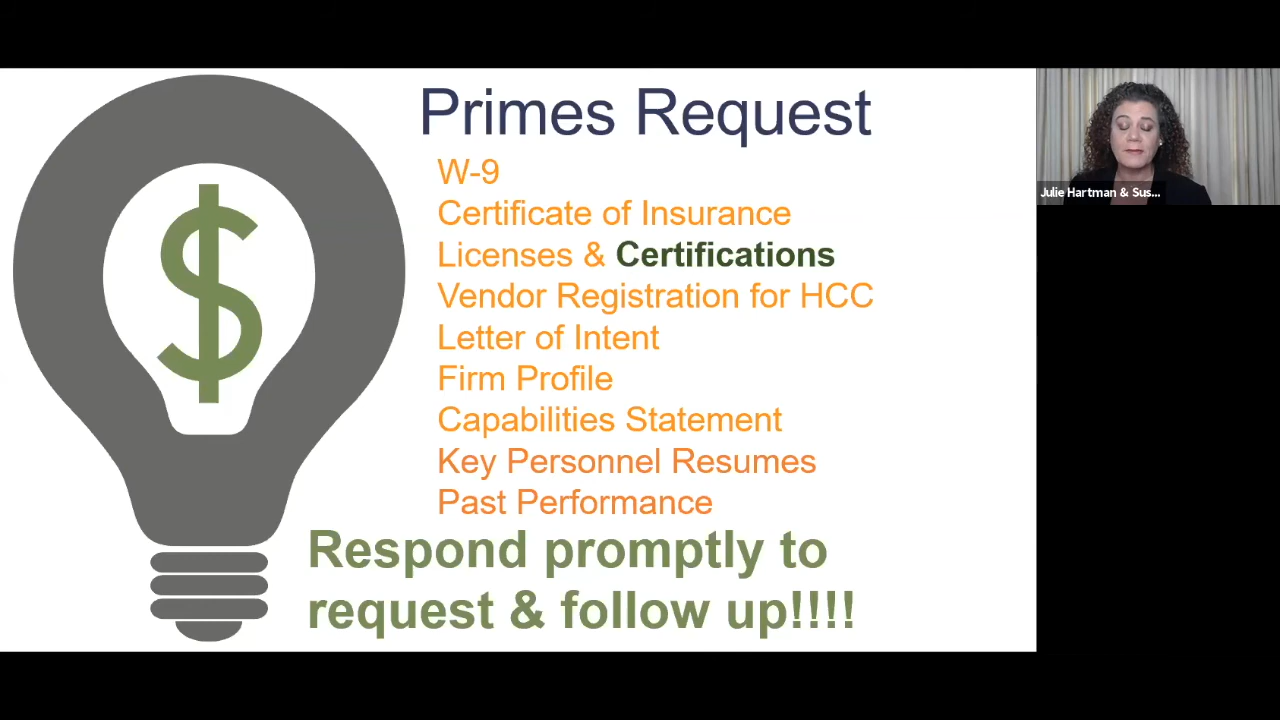 Primes Request
W-9
Certificate of Insurance
Licenses & Certifications
Vendor Registration for HCC
Letter of Intent
Firm Profile
Capabilities Statement
Key Personnel Resumes
Past Performance
Respond promptly to
request & follow up!!!!
$
Julie Hartman & Sus...